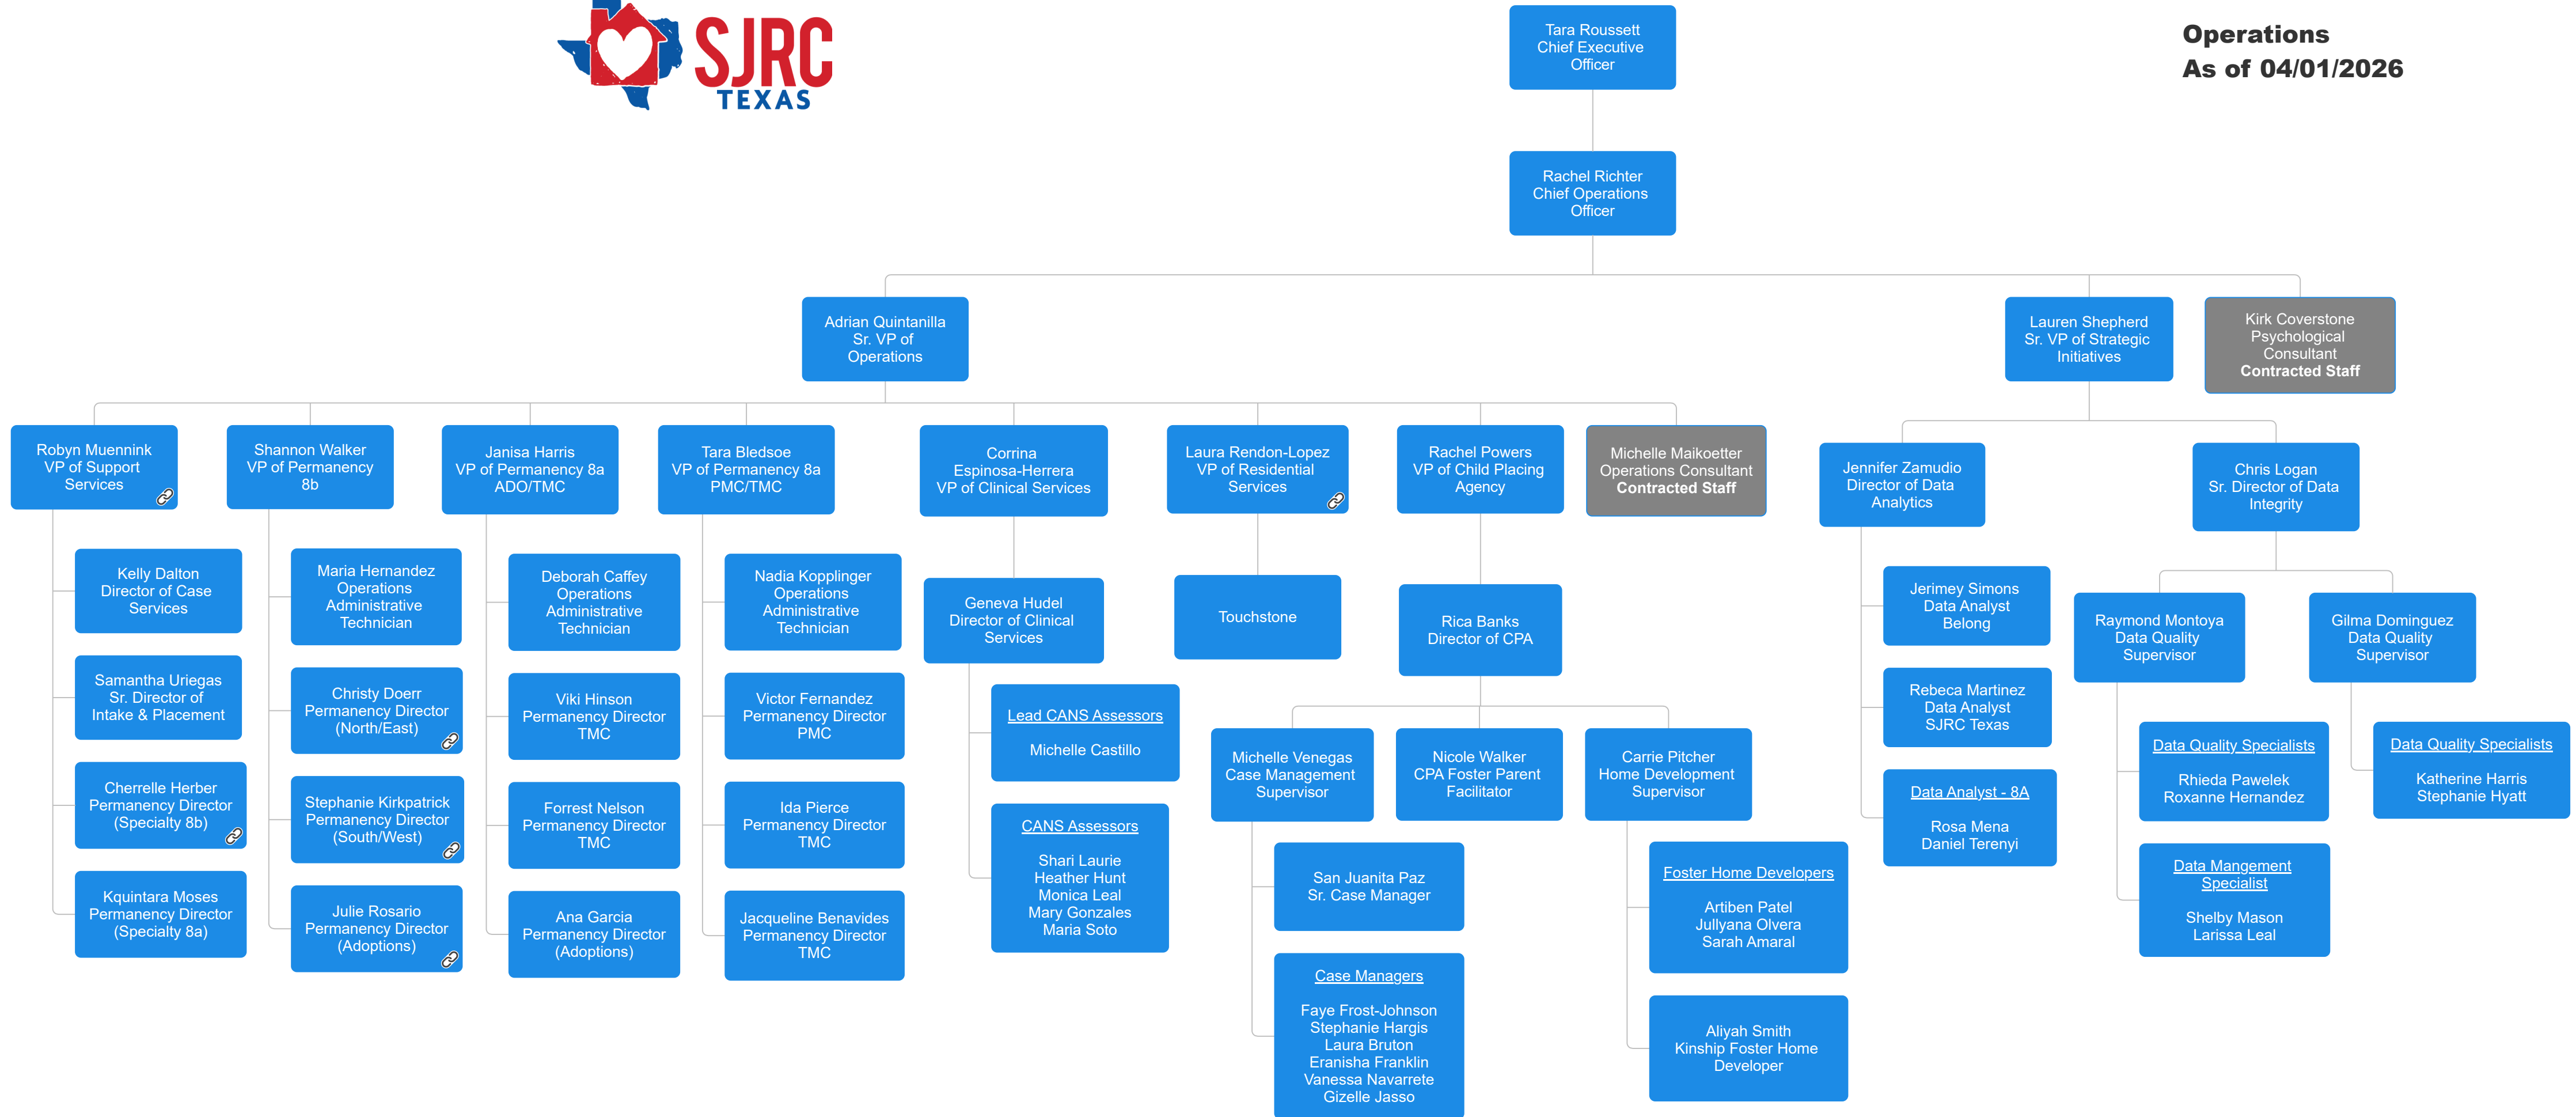 SJRC
TEXAS
Tara Roussett
Chief Executive
Officer
Operations
As of 04/01/2026
Rachel Richter
Chief Operations
Officer
Adrian Quintanilla
Sr. VP of
Operations
Lauren Shepherd
Sr. VP of Strategic
Initiatives
Kirk Coverstone
Psychological
Consultant
Contracted Staff
Robyn Muennink
VP of Support
Services
Shannon Walker
VP of Permanency
8b
Janisa Harris
VP of Permanency 8a
ADO/TMC
Tara Bledsoe
VP of Permanency 8a
PMC/TMC
Corrina
Espinosa-Herrera
VP of Clinical Services
Laura Rendon-Lopez
VP of Residential
Services
Rachel Powers
VP of Child Placing
Agency
Michelle Maikoetter
Operations Consultant
Contracted Staff
Jennifer Zamudio
Director of Data
Analytics
Chris Logan
Sr. Director of Data
Integrity
Kelly Dalton
Director of Case
Services
Samantha Uriegas
Sr. Director of
Intake & Placement
Cherrelle Herber
Permanency Director
(Specialty 8b)
Kquintara Moses
Permanency Director
(Specialty 8a)
Maria Hernandez
Operations
Administrative
Technician
Christy Doerr
Permanency Director
(North/East)
Stephanie Kirkpatrick
Permanency Director
(South/West)
Julie Rosario
Permanency Director
(Adoptions)
Deborah Caffey
Operations
Administrative
Technician
Viki Hinson
Permanency Director
TMC
Forrest Nelson
Permanency Director
TMC
Ana Garcia
Permanency Director
(Adoptions)
Nadia Kopplinger
Operations
Administrative
Technician
Victor Fernandez
Permanency Director
PMC
Ida Pierce
Permanency Director
TMC
Jacqueline Benavides
Permanency Director
TMC
Geneva Hudel
Director of Clinical
Services
Lead CANS Assessors
Michelle Castillo
CANS Assessors
Shari Laurie
Heather Hunt
Monica Leal
Mary Gonzales
Maria Soto
Touchstone
Rica Banks
Director of CPA
Michelle Venegas
Case Management
Supervisor
Nicole Walker
CPA Foster Parent
Facilitator
Carrie Pitcher
Home Development
Supervisor
San Juanita Paz
Sr. Case Manager
Case Managers
Faye Frost-Johnson
Stephanie Hargis
Laura Bruton
Eranisha Franklin
Vanessa Navarrete
Gizelle Jasso
Foster Home Developers
Artiben Patel
Jullyana Olvera
Sarah Amaral
Aliyah Smith
Kinship Foster Home
Developer
Jerimey Simons
Data Analyst
Belong
Rebeca Martinez
Data Analyst
SJRC Texas
Data Analyst - 8A
Rosa Mena
Daniel Terenyi
Raymond Montoya
Data Quality
Supervisor
Gilma Dominguez
Data Quality
Supervisor
Data Quality Specialists
Rhieda Pawelek
Roxanne Hernandez
Data Mangement
Specialist
Shelby Mason
Larissa Leal
Data Quality Specialists
Katherine Harris
Stephanie Hyatt